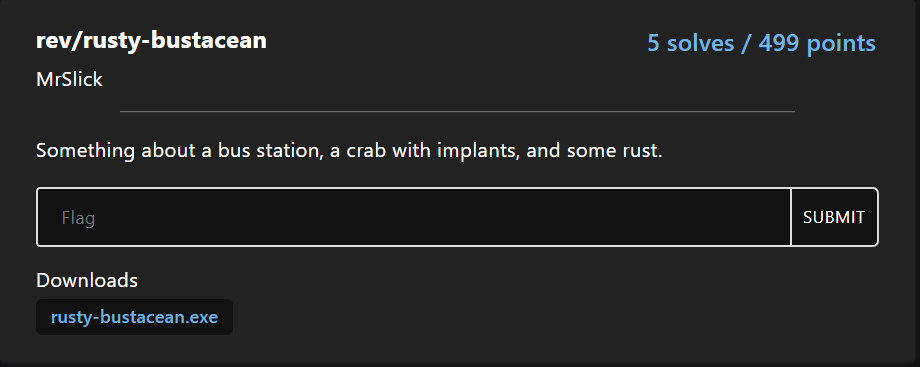 rev/rusty-bustacean
5 solves / 499 points
MrSlick
Something about a bus station, a crab with implants, and some rust.
Flag
SUBMIT
Downloads
rusty-bustacean.exe